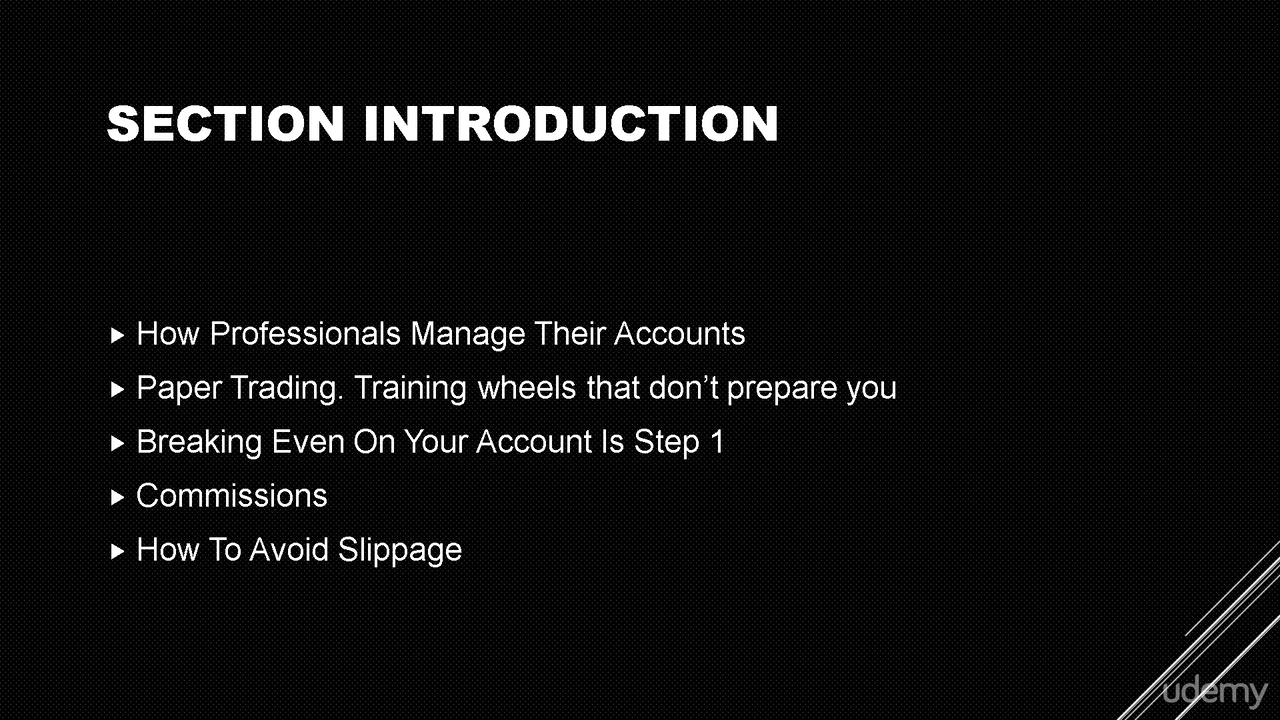 SECTION INTRODUCTION
How Professionals Manage Their Accounts
Paper Trading. Training wheels that don’t prepare you
Breaking Even On Your Account Is Step 1
Commissions
How To Avoid Slippage
udemy